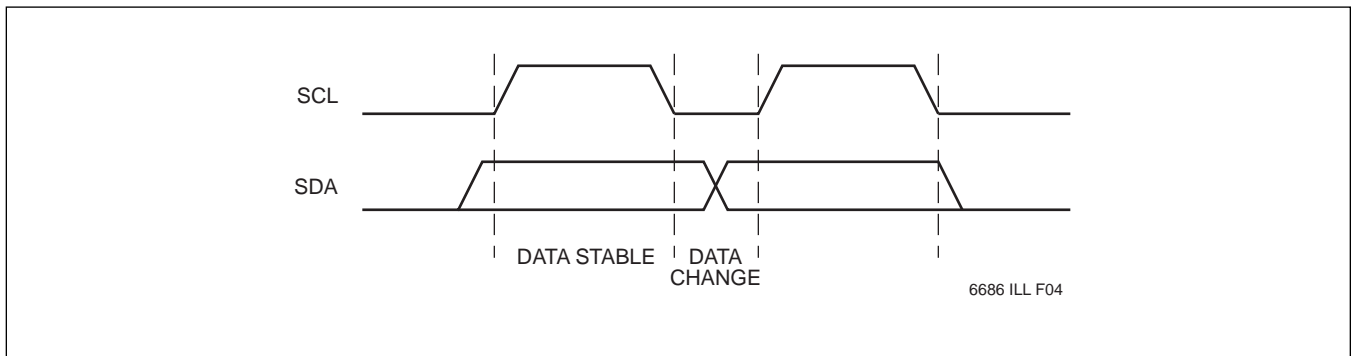 SCL
SDA
DATA STABLE
DATA
CHANGE
6686 ILL F04